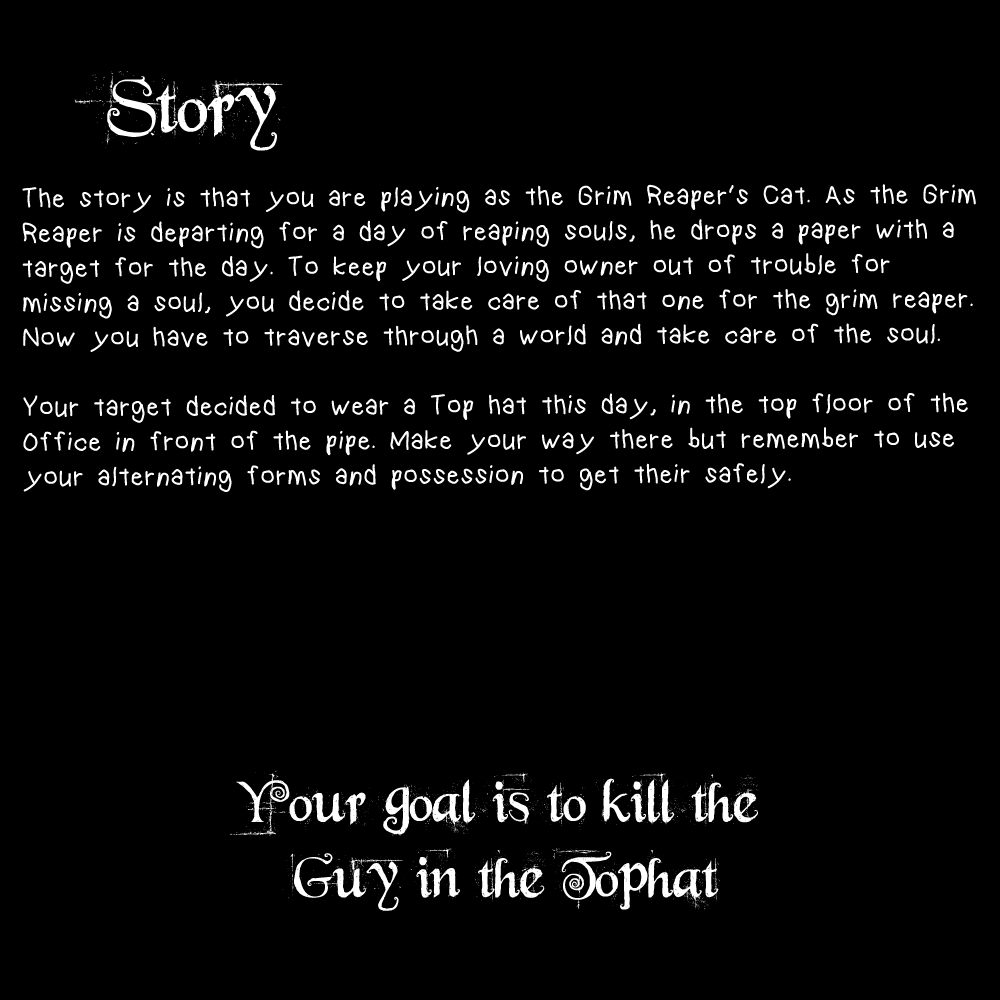 Story
The story is that you are playing as the Grim Reaper's Cat. As the Grim
Reaper is departing for a day of reaping souls, he drops a paper with a
target for the day. To keep your loving owner out of trouble for
missing a soul, you decide to take care of that one for the grim reaper.
Now you have to traverse through a world and take care of the soul.
Your target decided to wear a Top hat this day, in the top floor of the
Office in front of the pipe. Make your way there but remember to use
your alternating forms and possession to get their safely.
Your goal is to kill the
Guy in the Tophat